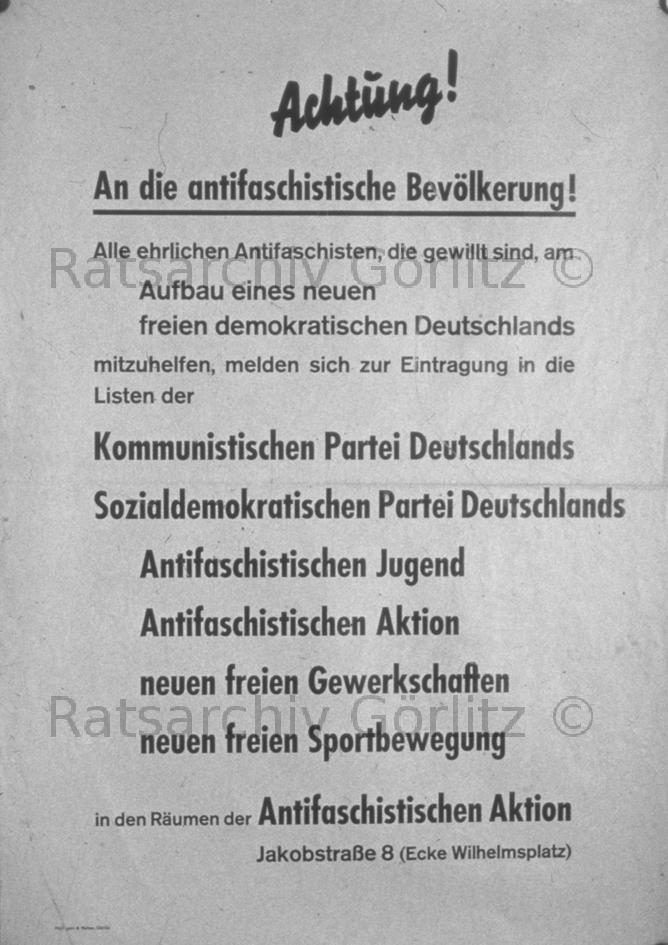 Achtŭng!
An die antifaschistische Bevölkerung!
Alle ehrlichen Antifaschisten, die gewillt sind, am
Ratsarchiv Görlitz ©
Aufbau eines neuen
freien demokratischen Deutschlands
mitzuhelfen, melden sich zur Eintragung in die
Listen der
Kommunistischen Partei Deutschlands
Sozialdemokratischen Partei Deutschlands
Antifaschistischen Jugend
Antifaschistischen Aktion
neuen freien Gewerkschaften
Ratsarchiv Görlitz ©
neuen freien Sportbewegung
in den Räumen der Antifaschistischen Aktion
Jakobstraße 8 (Ecke Wilhelmsplatz)